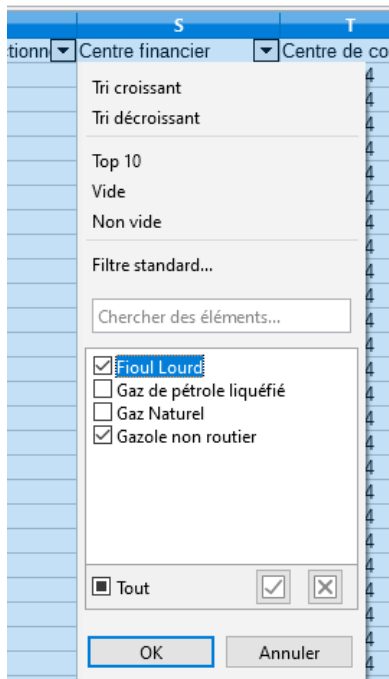 S T
ctionn Centre financier Centre de co
Tri croissant
Tri décroissant
Top 10
Vide
Non vide
Filtre standard...
Chercher des éléments...
Fioul Lourd
Gaz de pétrole liquéfié
Gaz Naturel
Gazole non routier
Tout
OK Annuler